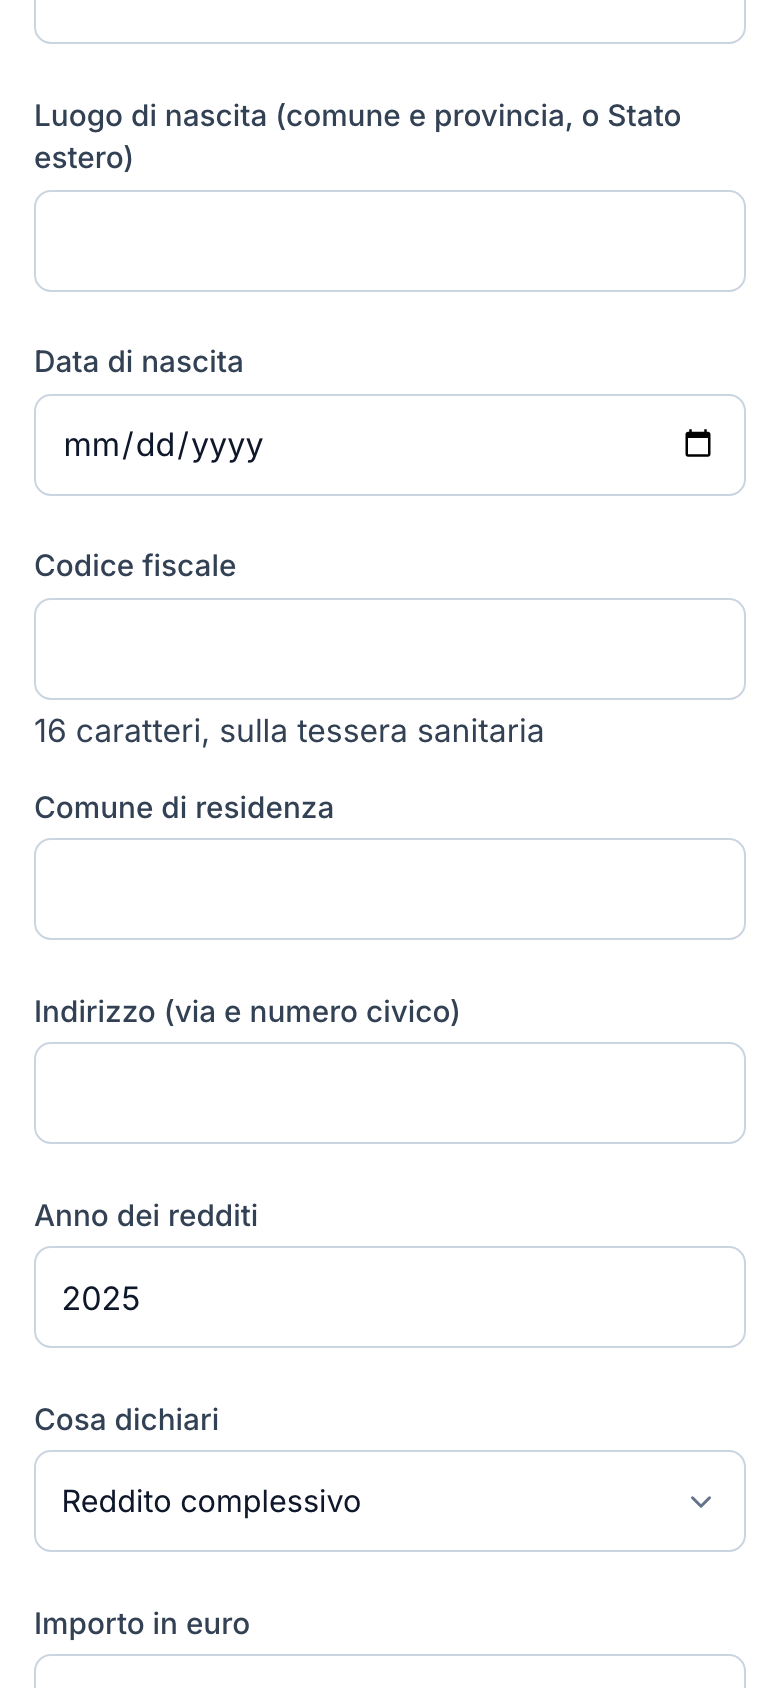 Luogo di nascita (comune e provincia, o Stato
estero)
Data di nascita
mm/dd/yyyy
Codice fiscale
16 caratteri, sulla tessera sanitaria
Comune di residenza
Indirizzo (via e numero civico)
Anno dei redditi
2025
Cosa dichiari
Reddito complessivo
Importo in euro